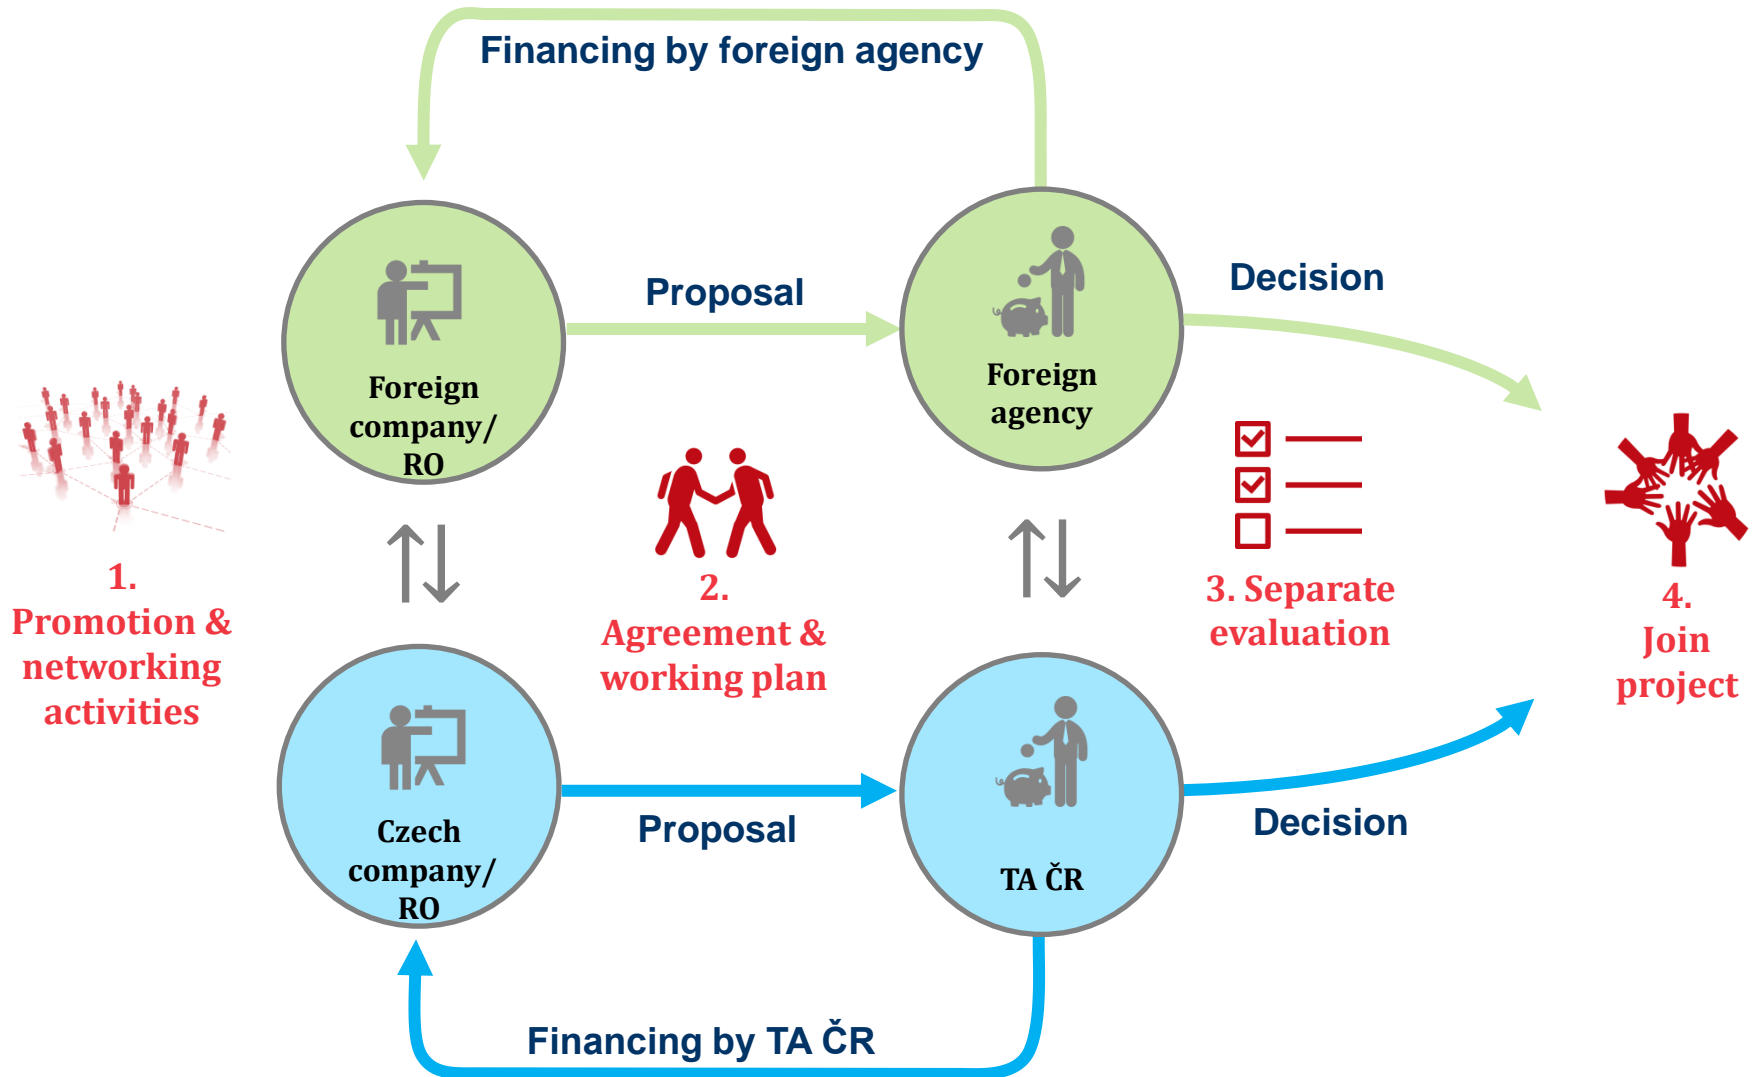 Financing by foreign agency
Proposal
Decision
Foreign
company/
RO
Foreign
agency
1.
Promotion &
networking
activities
2.
Agreement &
working plan
3. Separate
evaluation
4.
Join
project
Czech
company/
RO
Proposal
TA ČR
Decision
Financing by TA ČR